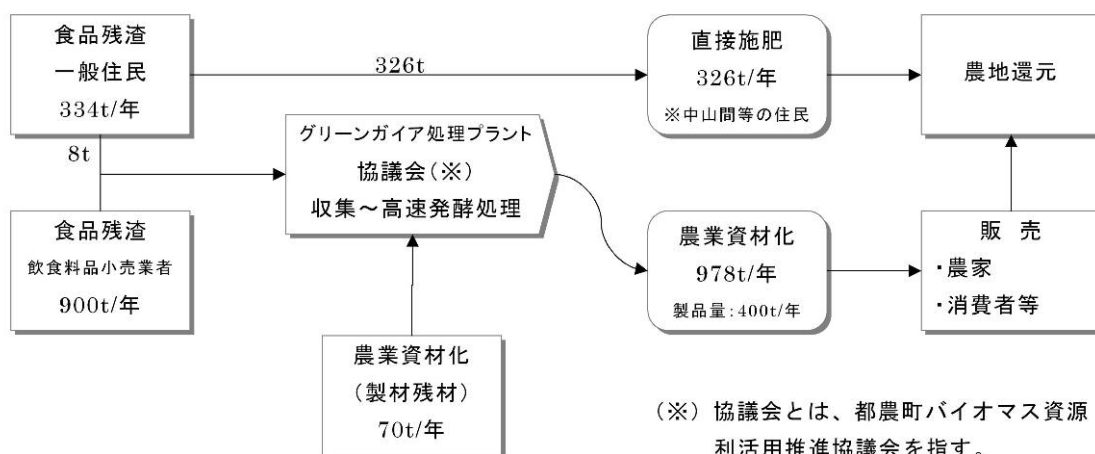 食品残渣
一般住民
334t/年
326t
直接施肥
326t/年
※中山間等の住民
農地還元
8t
グリーンガイア処理プラント
協議会(※)
収集～高速発酵処理
食品残渣
飲食料品小売業者
900t/年
農業資材化
978t/年
製品量:400t/年
販 売
・農家
・消費者等
農業資材化
(製材残材)
70t/年
(※) 協議会とは、都農町バイオマス資源
利活用推進協議会を指す。